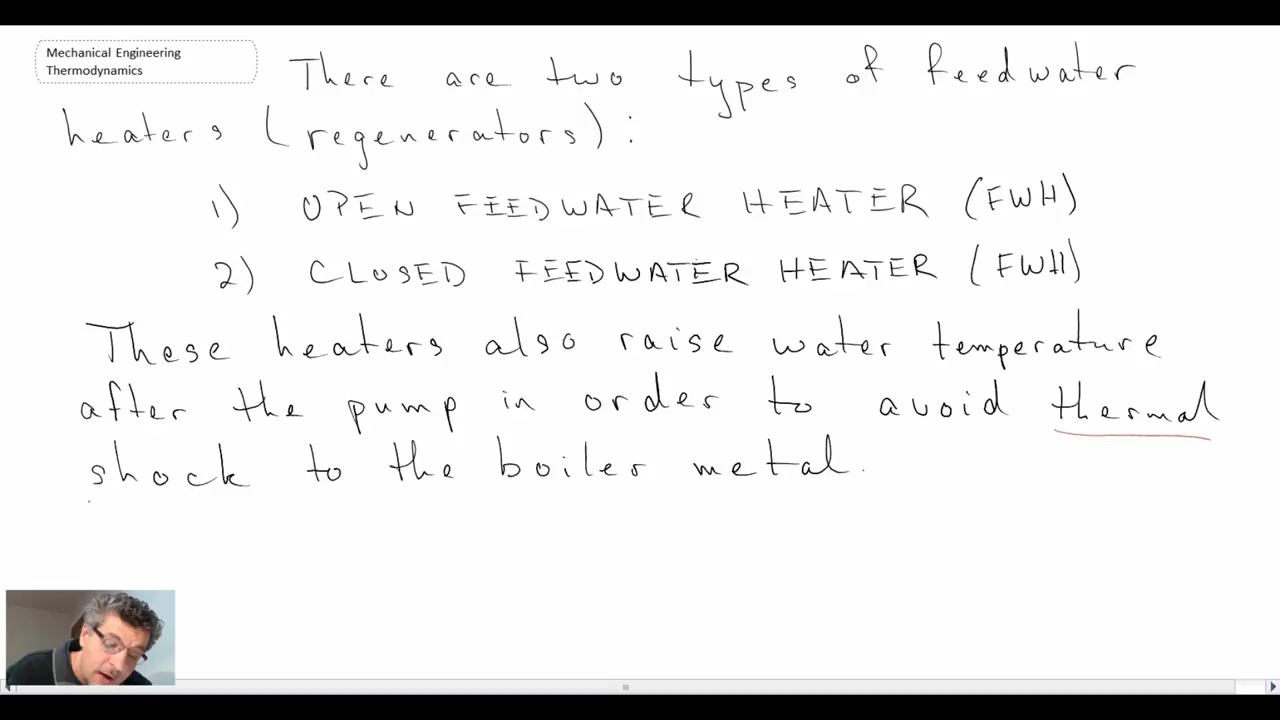 Mechanical Engineering
Thermodynamics
There are two types of feedwater
heaters (regenerators):
1) OPEN FEEDWATER HEATER (FWH)
2) CLOSED FEEDWATER HEATER (FWH)
These heaters also raise water temperature
after the pump in order to avoid thermal
shock to the boiler metal.